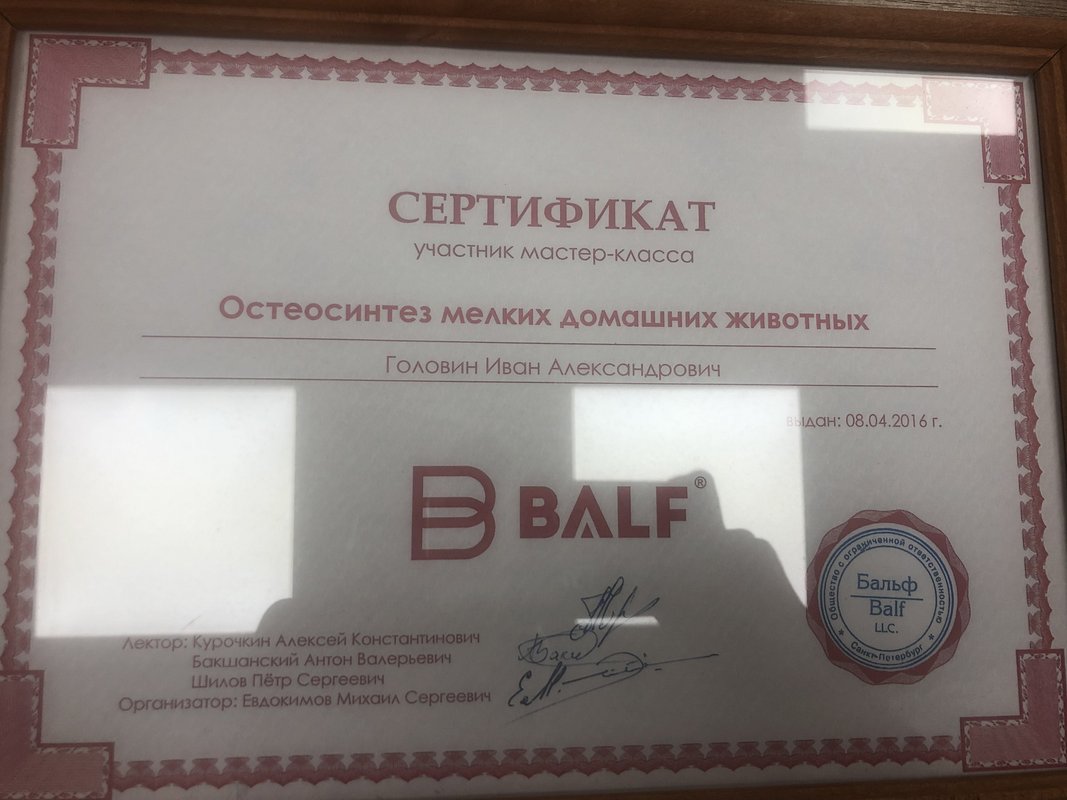 СЕРТИФИКАТ
участник мастер-класса
Остеосинтез мелких домашних животных
Головин Иван Александрович
выдан: 08.04.2016 г.
B BALF®
Общество с ограниченной ответственностью
Бальф
Balf
LLC.
Санкт-Петербург
Лектор: Курочкин Алексей Константинович
Бакшанский Антон Валерьевич
Шилов Пётр Сергеевич
Организатор: Евдокимов Михаил Сергеевич